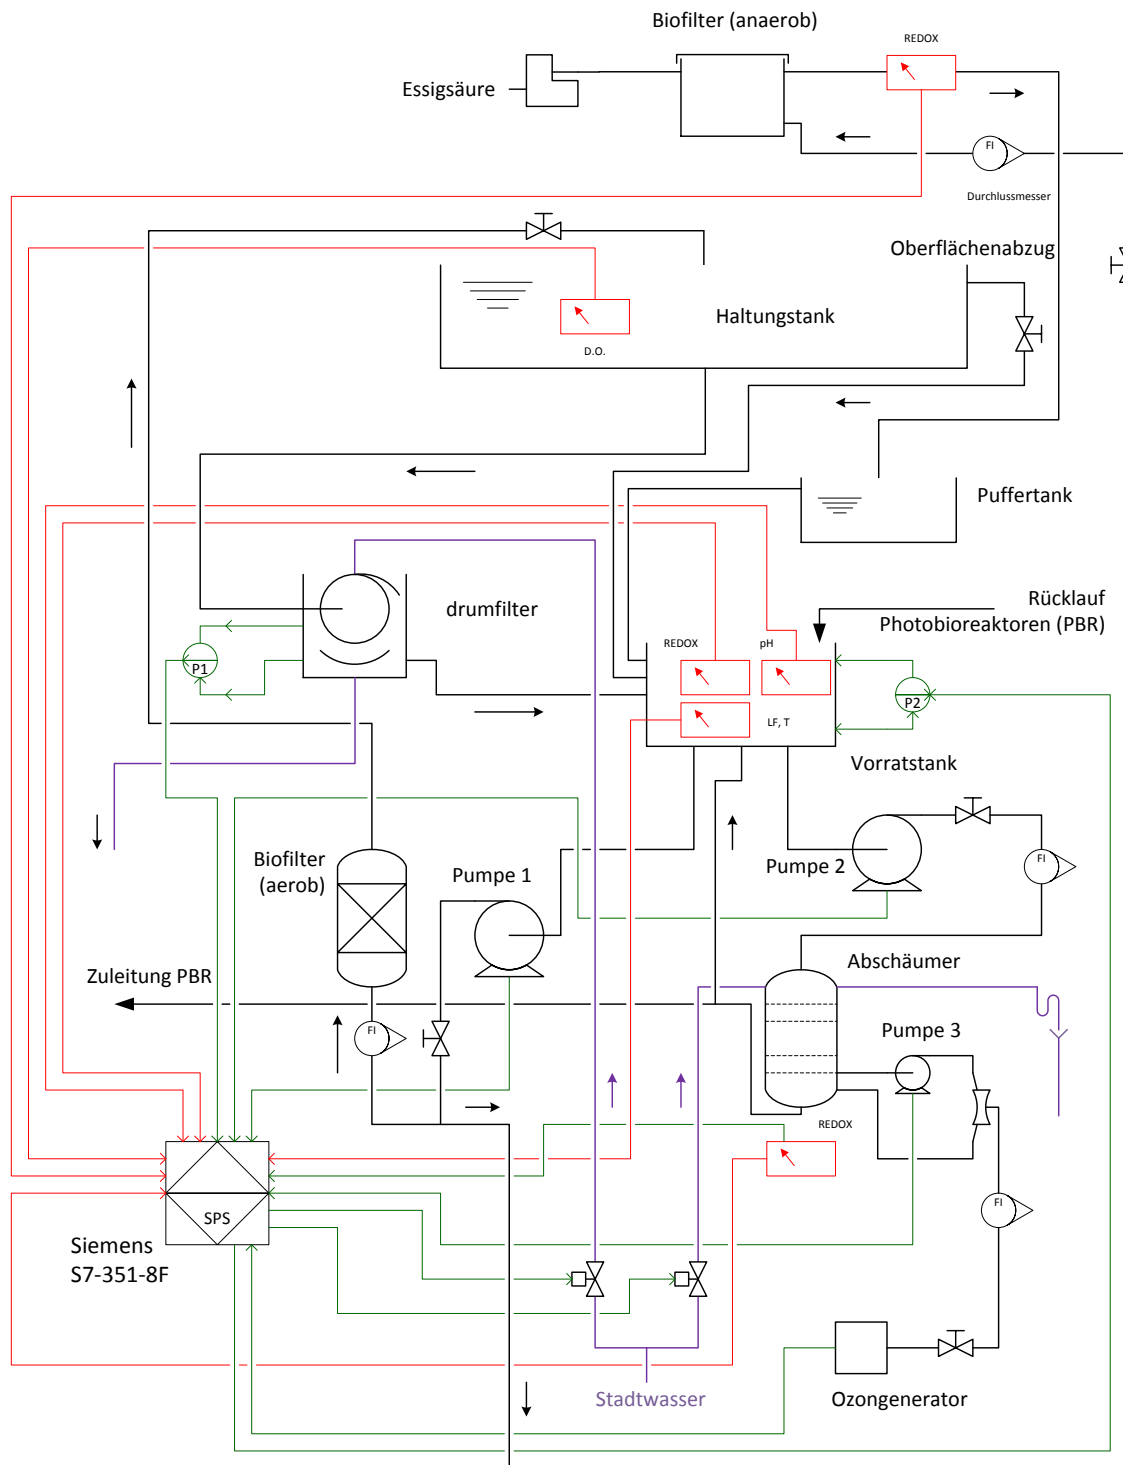 Biofilter (anaerob)
REDOX
Essigsäure
FI
Durchlussmesser
Oberflächenabzug
Haltungstank
D.O.
Puffertank
drumfilter
Rücklauf
Photobioreaktoren (PBR)
REDOX
pH
P1
P2
LF, T
Vorratstank
Biofilter
(aerob)
Pumpe 1
Pumpe 2
FI
Abschäumer
Zuleitung PBR
FI
Pumpe 3
REDOX
FI
SPS
Siemens
S7-351-8F
Stadtwasser
Ozongenerator